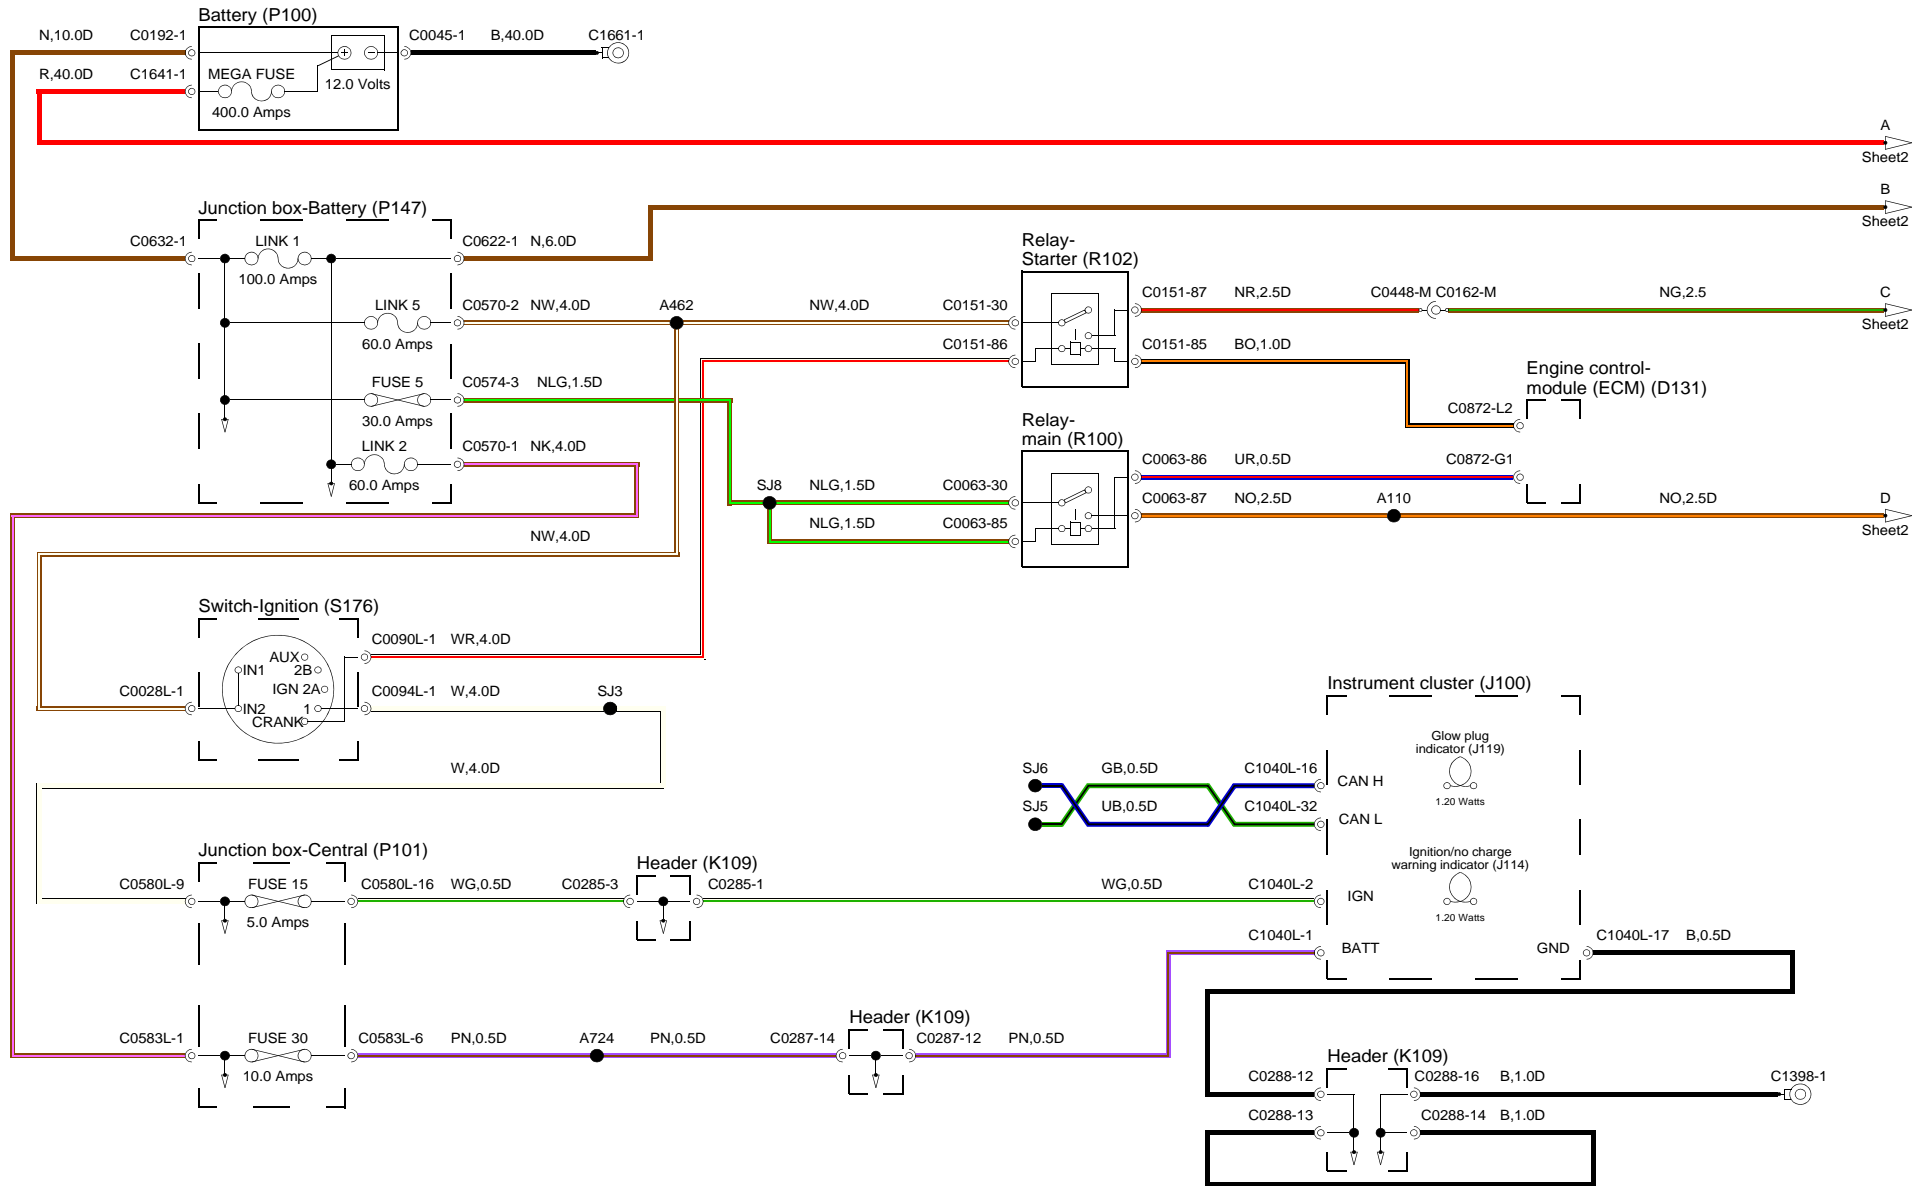 Battery (P100)
N,10.0D C0192-1 C0045-1 B,40.0D C1661-1
R,40.0D C1641-1 MEGA FUSE 12.0 Volts
400.0 Amps
A
Sheet2
B
Sheet2
Junction box-Battery (P147)
C0632-1 LINK 1 C0622-1 N,6.0D
100.0 Amps
Relay-
Starter (R102)
LINK 5 C0570-2 NW,4.0D A462 NW,4.0D C0151-30
60.0 Amps
C0151-87 NR,2.5D C0448-M C0162-M NG,2.5 C
Sheet2
C0151-86 C0151-85 BO,1.0D
Engine control-
module (ECM) (D131)
FUSE 5 C0574-3 NLG,1.5D
30.0 Amps
C0872-L2
Relay-
main (R100)
LINK 2 C0570-1 NK,4.0D
60.0 Amps
C0063-86 UR,0.5D C0872-G1
SJ8 NLG,1.5D C0063-30
C0063-87 NO,2.5D A110 NO,2.5D D
Sheet2
NLG,1.5D C0063-85
NW,4.0D
Switch-Ignition (S176)
C0090L-1 WR,4.0D
AUX
IN1 2B
IGN 2A
C0028L-1 IN2 1 C0094L-1 W,4.0D SJ3
CRANK
W,4.0D
Instrument cluster (J100)
Glow plug
indicator (J119)
1.20 Watts
SJ6 GB,0.5D C1040L-16 CAN H
SJ5 UB,0.5D C1040L-32 CAN L
Ignition/no charge
warning indicator (J114)
1.20 Watts
Junction box-Central (P101)
Header (K109)
C0580L-9 FUSE 15 C0580L-16 WG,0.5D C0285-3 C0285-1 WG,0.5D C1040L-2 IGN
5.0 Amps
C1040L-1 BATT GND C1040L-17 B,0.5D
Header (K109)
C0583L-1 FUSE 30 C0583L-6 PN,0.5D A724 PN,0.5D C0287-14 C0287-12 PN,0.5D
10.0 Amps
Header (K109)
C0288-12 C0288-16 B,1.0D C1398-1
C0288-13 C0288-14 B,1.0D